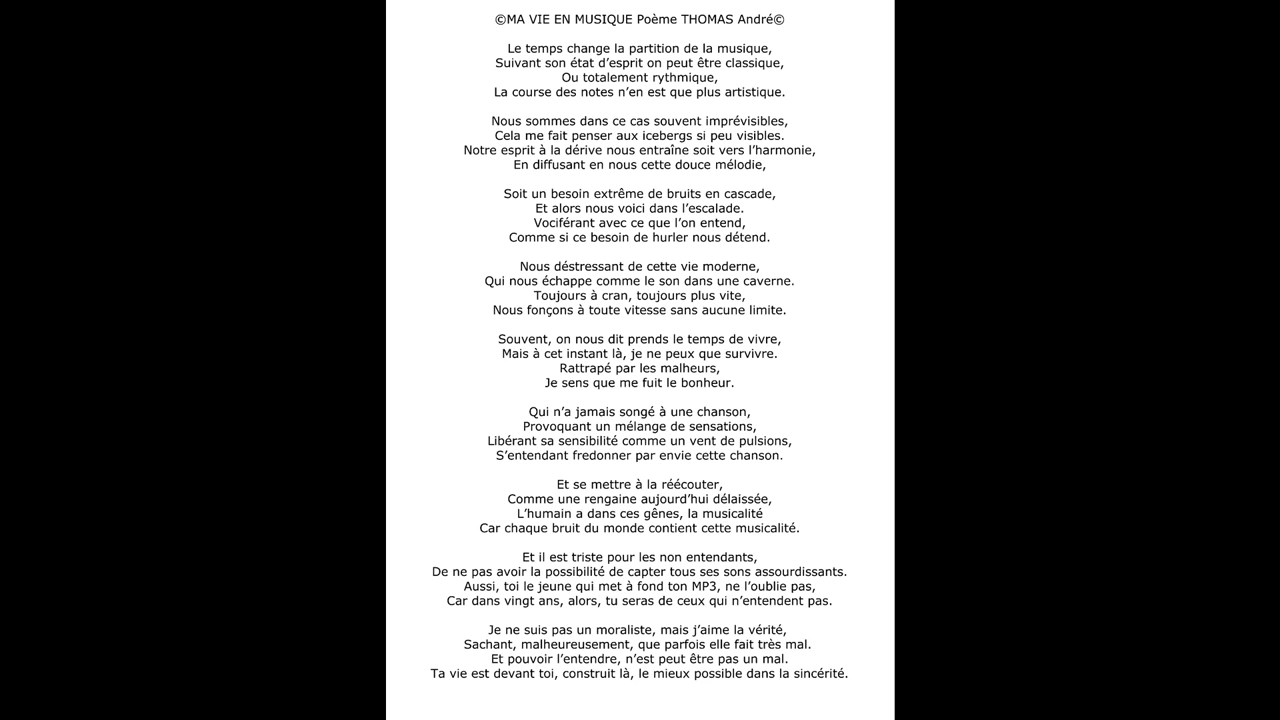 ©MA VIE EN MUSIQUE Poème THOMAS André©
Le temps change la partition de la musique,
Suivant son état d’esprit on peut être classique,
Ou totalement rythmique,
La course des notes n’en est que plus artistique.
Nous sommes dans ce cas souvent imprévisibles,
Cela me fait penser aux icebergs si peu visibles.
Notre esprit à la dérive nous entraîne soit vers l’harmonie,
En diffusant en nous cette douce mélodie,
Soit un besoin extrême de bruits en cascade,
Et alors nous voici dans l’escalade.
Vociférant avec ce que l’on entend,
Comme si ce besoin de hurler nous détend.
Nous déstressant de cette vie moderne,
Qui nous échappe comme le son dans une caverne.
Toujours à cran, toujours plus vite,
Nous fonçons à toute vitesse sans aucune limite.
Souvent, on nous dit prends le temps de vivre,
Mais à cet instant là, je ne peux que survivre.
Rattrapé par les malheurs,
Je sens que me fuit le bonheur.
Qui n’a jamais songé à une chanson,
Provoquant un mélange de sensations,
Libérant sa sensibilité comme un vent de pulsions,
S’entendant fredonner par envie cette chanson.
Et se mettre à la réécouter,
Comme une rengaine aujourd’hui délaissée,
L’humain a dans ces gênes, la musicalité
Car chaque bruit du monde contient cette musicalité.
Et il est triste pour les non entendants,
De ne pas avoir la possibilité de capter tous ses sons assourdissants.
Aussi, toi le jeune qui met à fond ton MP3, ne l’oublie pas,
Car dans vingt ans, alors, tu seras de ceux qui n’entendent pas.
Je ne suis pas un moraliste, mais j’aime la vérité,
Sachant, malheureusement, que parfois elle fait très mal.
Et pouvoir l’entendre, n’est peut être pas un mal.
Ta vie est devant toi, construit là, le mieux possible dans la sincérité.